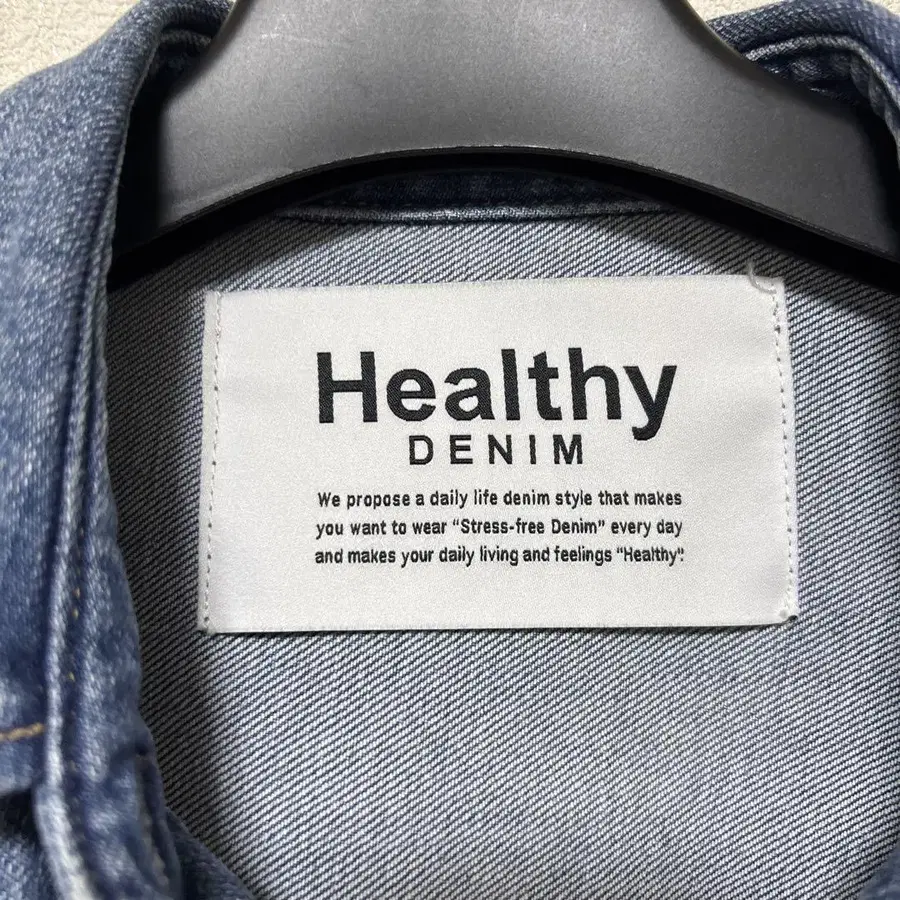 Healthy
DENIM
We propose a daily life denim style that makes
you want to wear "Stress-free Denim" every day
and makes your daily living and feelings "Healthy".